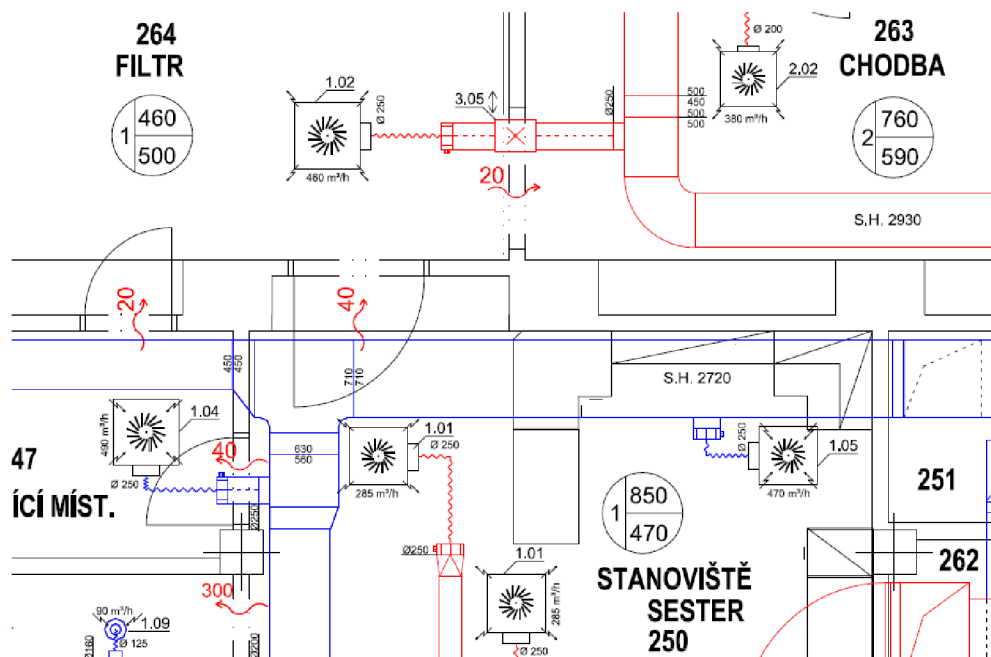 264
FILTR
1
460
500
1.02
Ø 250
460 m³/h
3,05
Ø250
20
500
450
500
500
Ø 200
2,02
380 m³/h
263
CHODBA
2
760
590
S.H. 2930
20
40
450
450
710
710
S.H. 2720
1.04
490 m³/h
Ø 250
40
630
560
1.01
Ø 250
285 m³/h
Ø 250
1.05
470 m³/h
47
ÍCÍ MÍST.
Ø250
1
850
470
251
Ø250
1.01
285 m³/h
Ø 250
STANOVIŠTĚ
SESTER
250
262
300
90 m³/h
1.09
Ø 125
Ø160
Ø200